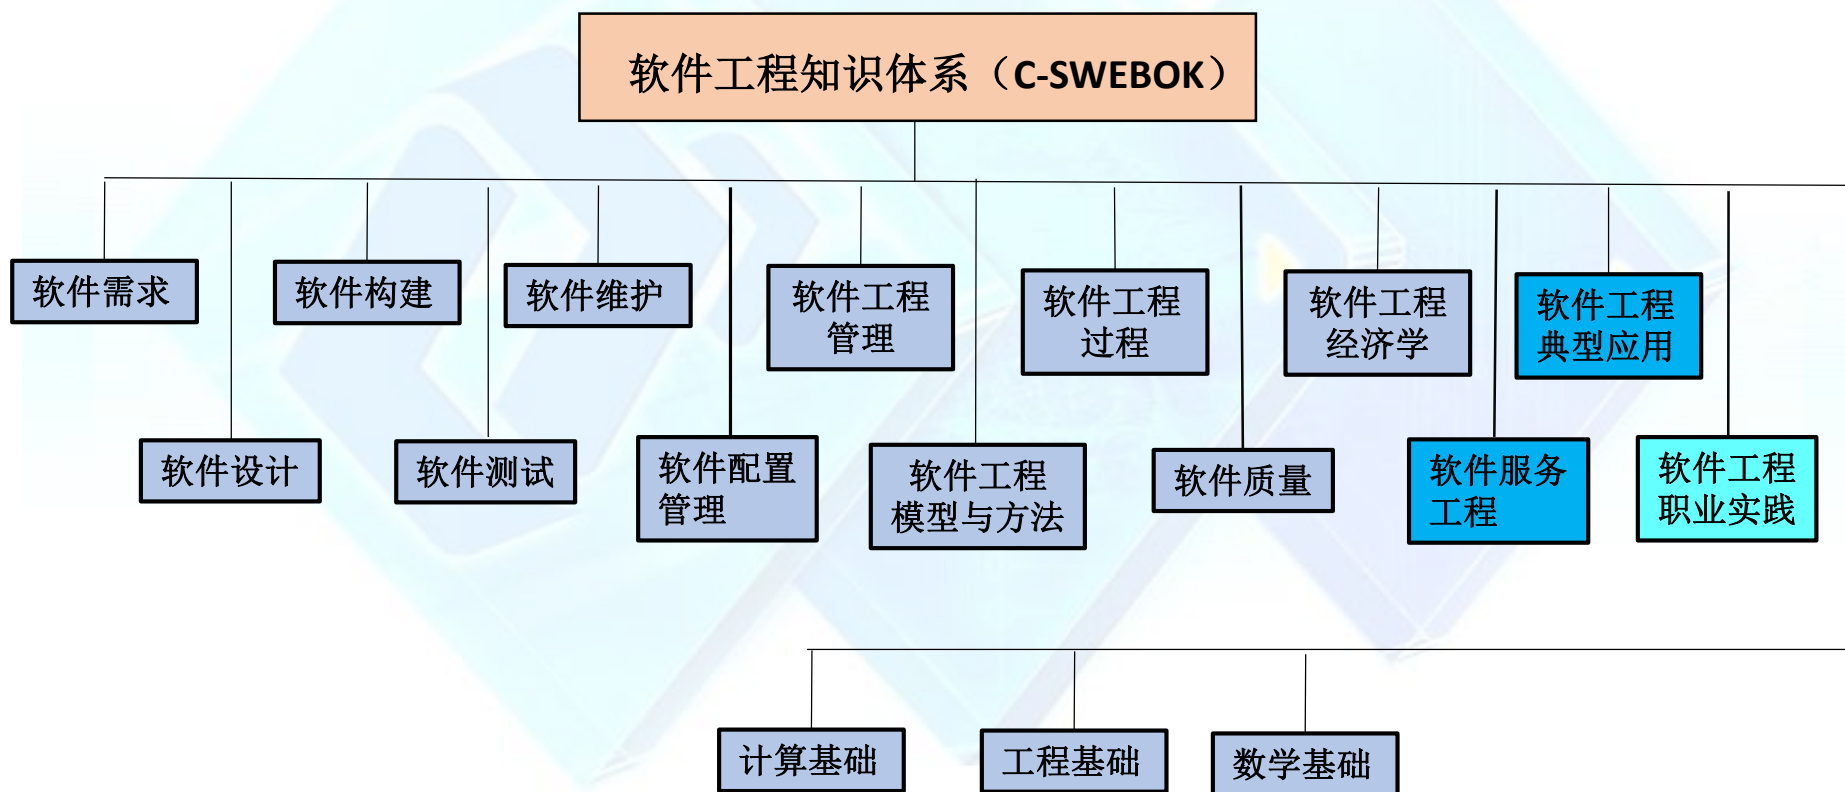 软件工程知识体系（C-SWEBOK）
软件需求
软件构建
软件维护
软件工程
管理
软件工程
过程
软件工程
经济学
软件工程
典型应用
软件设计
软件测试
软件配置
管理
软件工程
模型与方法
软件质量
软件服务
工程
软件工程
职业实践
计算基础
工程基础
数学基础